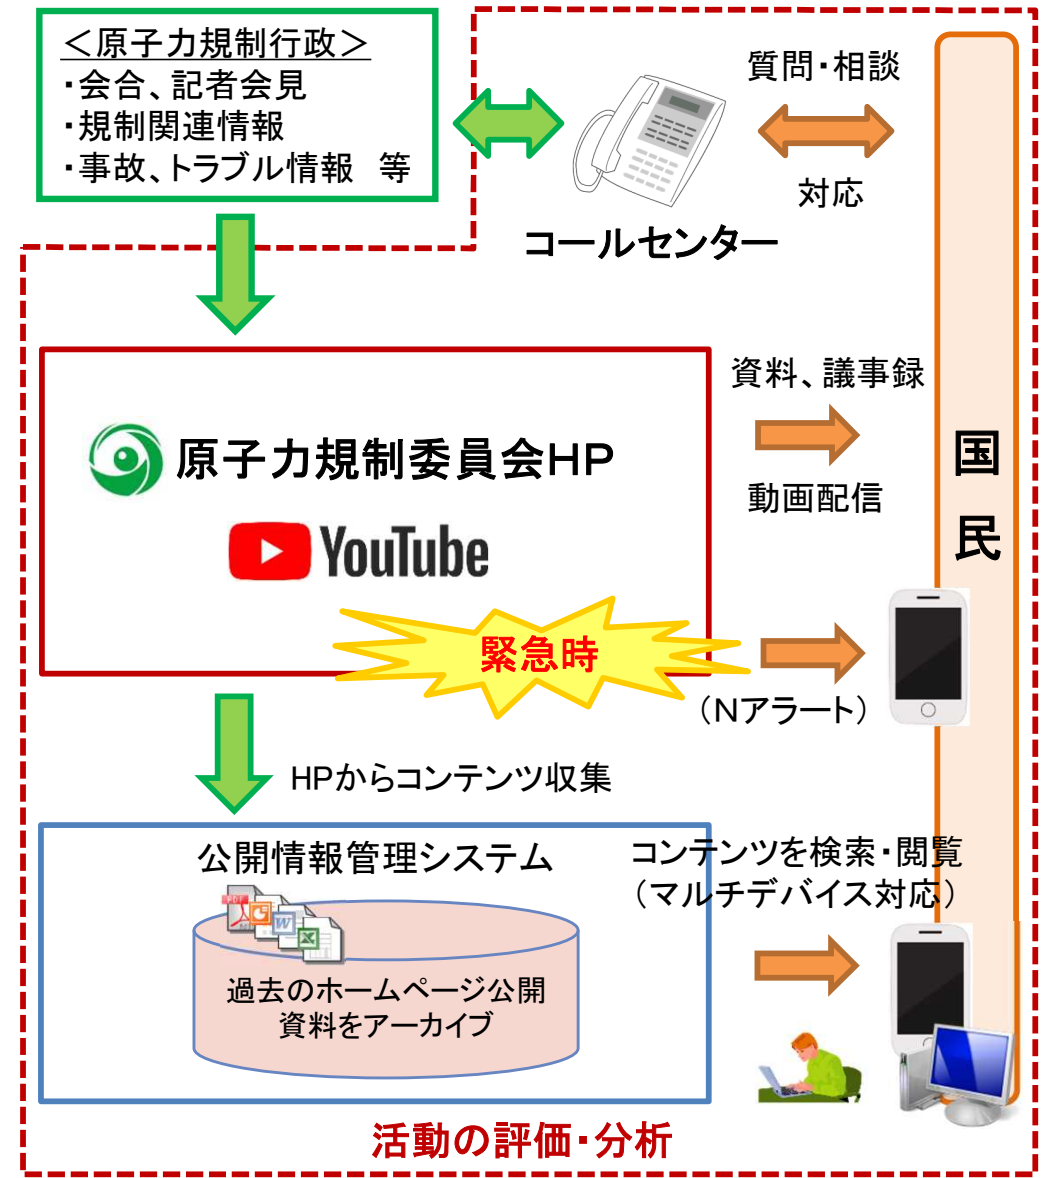 ＜原子力規制行政＞
・会合、記者会見
・規制関連情報
・事故、トラブル情報　等
質問・相談
対応
コールセンター
資料、議事録
動画配信
原子力規制委員会HP
YouTube
国民
緊急時
（Nアラート）
HPからコンテンツ収集
公開情報管理システム
コンテンツを検索・閲覧
（マルチデバイス対応）
PDF
W
X
過去のホームページ公開
資料をアーカイブ
活動の評価・分析